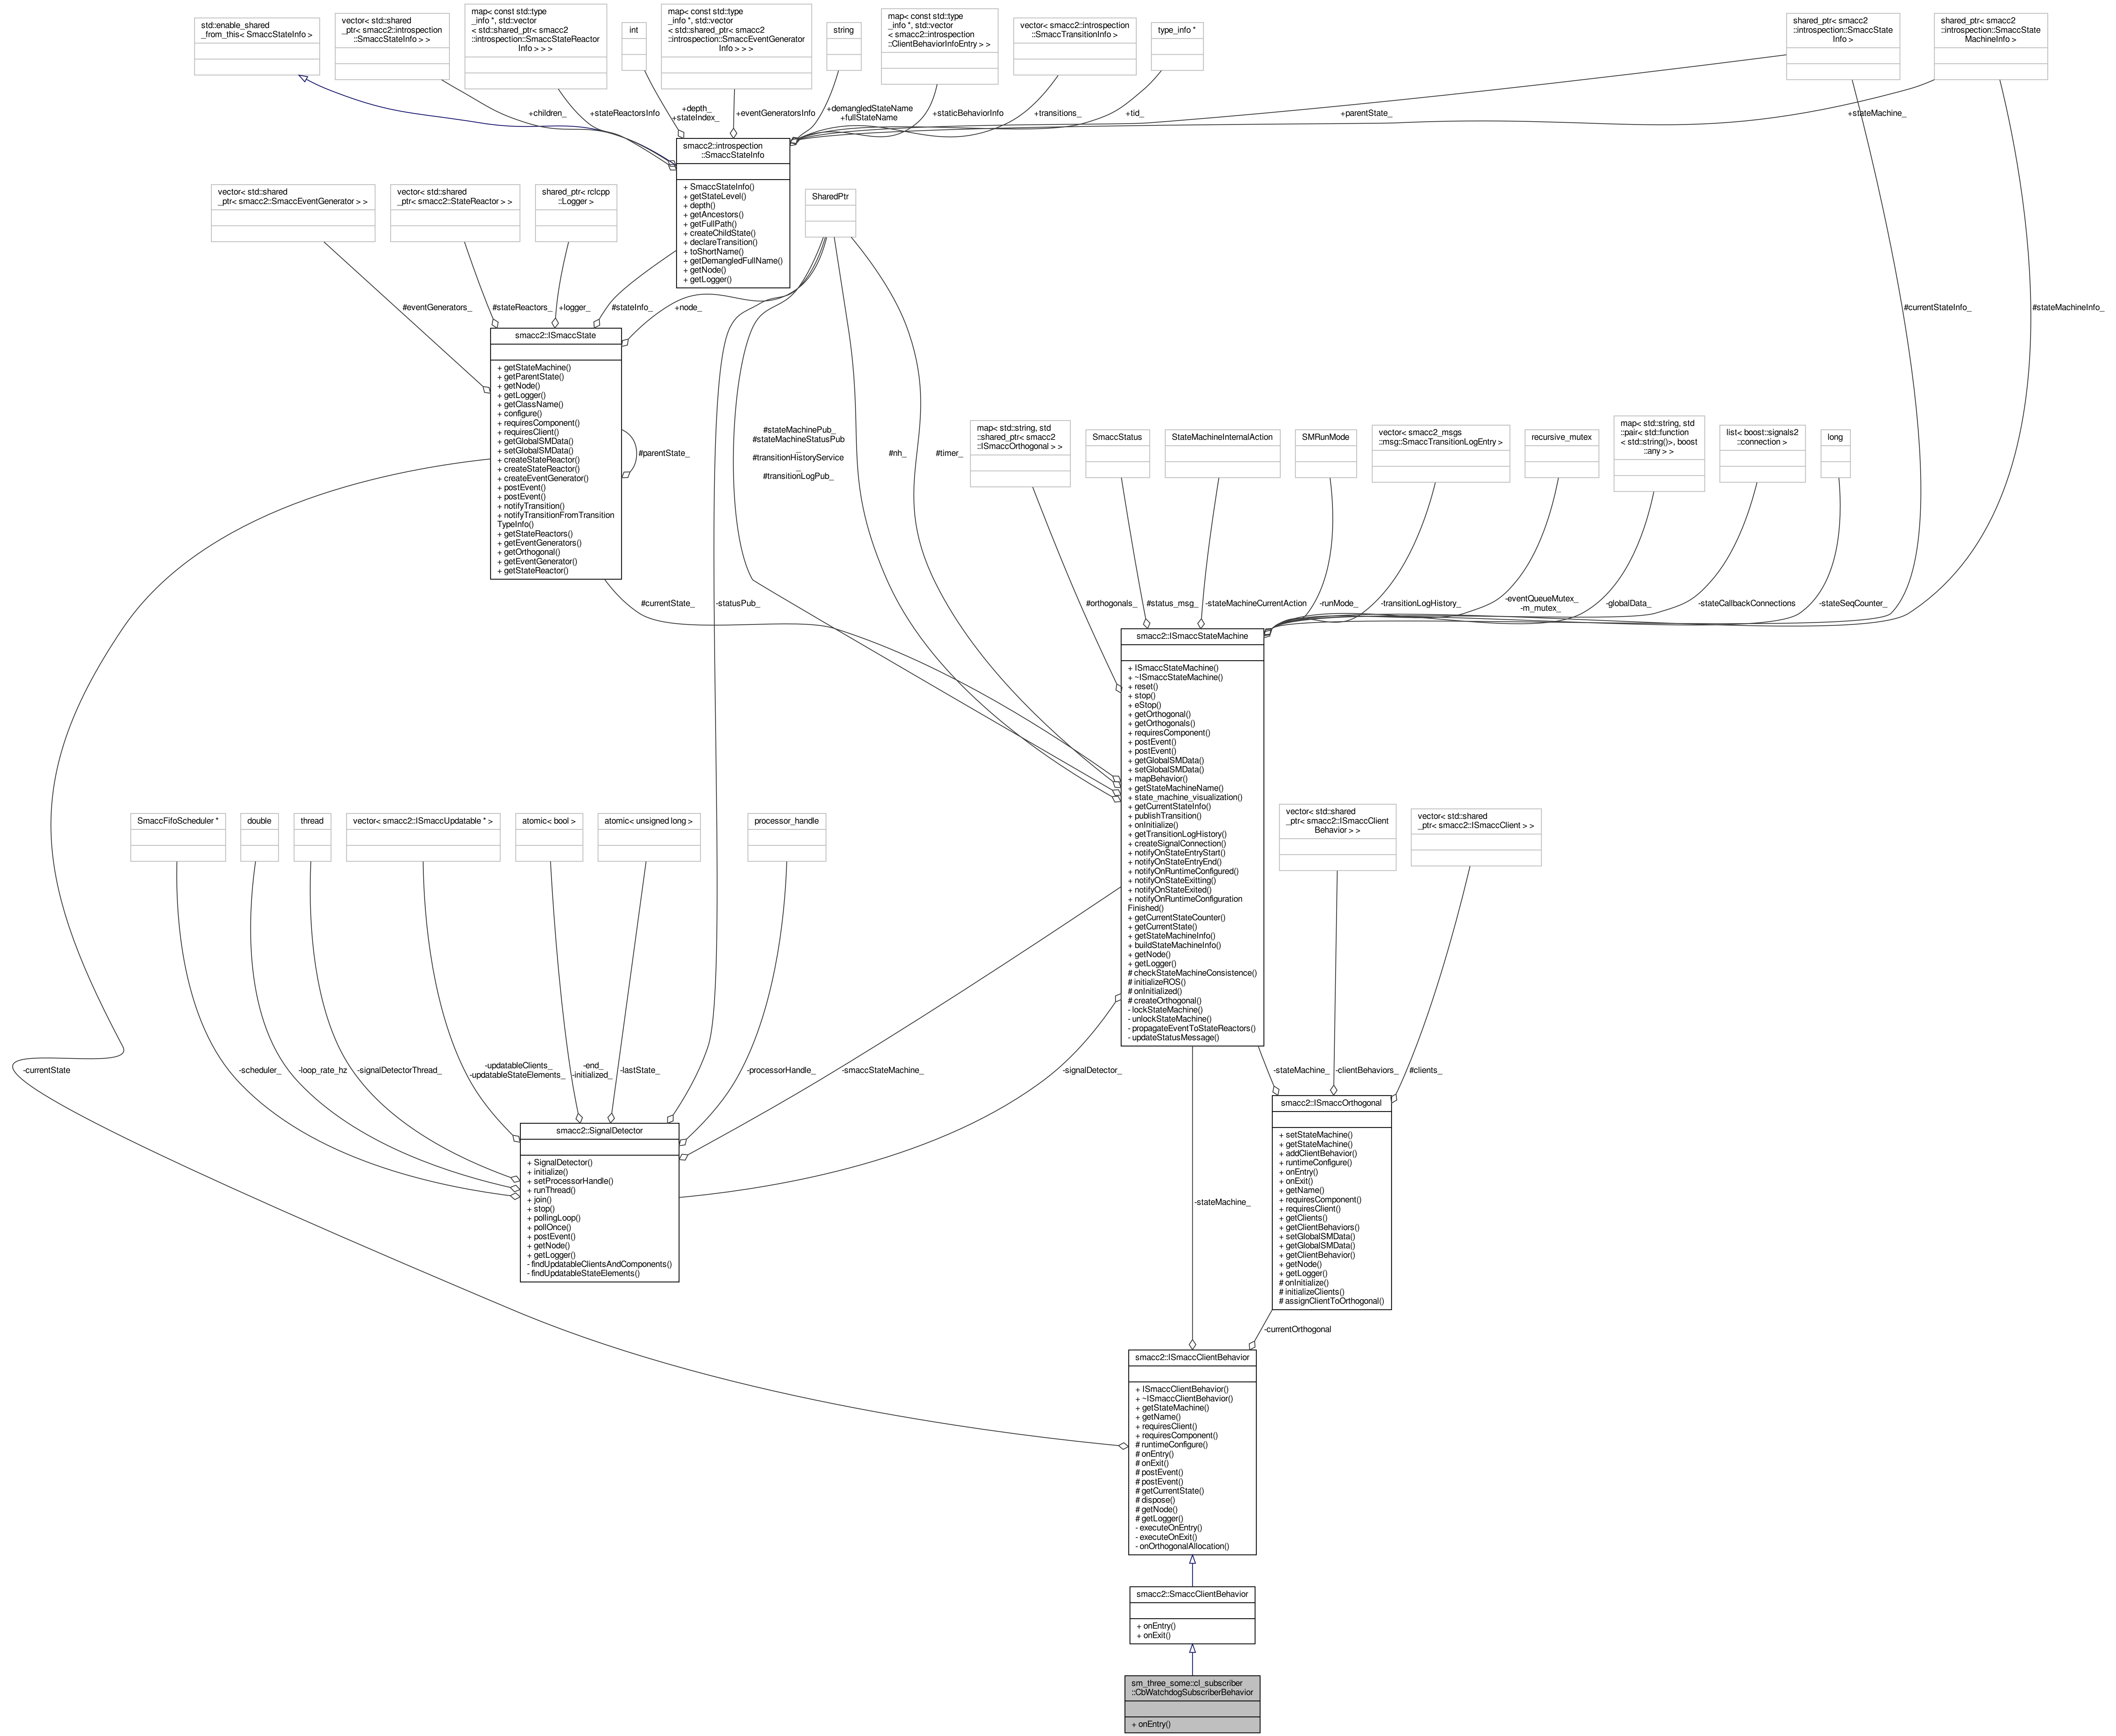 std::enable_shared
_from_this< SmaccStateInfo >
vector< std::shared
_ptr< smacc2::introspection
::SmaccStateInfo > >
map< const std::type
_info *, std::vector
< std::shared_ptr< smacc2
::introspection::SmaccStateReactor
Info > > >
int
map< const std::type
_info *, std::vector
< std::shared_ptr< smacc2
::introspection::SmaccEventGenerator
Info > > >
string
map< const std::type
_info *, std::vector
< smacc2::introspection
::ClientBehaviorInfoEntry > >
vector< smacc2::introspection
::SmaccTransitionInfo >
type_info *
shared_ptr< smacc2
::introspection::SmaccState
Info >
shared_ptr< smacc2
::introspection::SmaccState
MachineInfo >
+children_
+stateReactorsInfo
+depth_
+stateIndex_
+eventGeneratorsInfo
+demangledStateName
+fullStateName
+staticBehaviorInfo
+transitions_
+tid_
+parentState_
+stateMachine_
smacc2::introspection
::SmaccStateInfo
+ SmaccStateInfo()
+ getStateLevel()
+ depth()
+ getAncestors()
+ getFullPath()
+ createChildState()
+ declareTransition()
+ toShortName()
+ getDemangledFullName()
+ getNode()
+ getLogger()
vector< std::shared
_ptr< smacc2::SmaccEventGenerator > >
vector< std::shared
_ptr< smacc2::StateReactor > >
shared_ptr< rclcpp
::Logger >
SharedPtr
#eventGenerators_
#stateReactors_
+logger_
#stateInfo_
+node_
#currentStateInfo_
#stateMachineInfo_
smacc2::ISmaccState
+ getStateMachine()
+ getParentState()
+ getNode()
+ getLogger()
+ getClassName()
+ configure()
+ requiresComponent()
+ requiresClient()
+ getGlobalSMData()
+ setGlobalSMData()
+ createStateReactor()
+ createStateReactor()
+ createEventGenerator()
+ postEvent()
+ postEvent()
+ notifyTransition()
+ notifyTransitionFromTransition
TypeInfo()
+ getStateReactors()
+ getEventGenerators()
+ getOrthogonal()
+ getEventGenerator()
+ getStateReactor()
#parentState_
#stateMachinePub_
#stateMachineStatusPub
_
#transitionHistoryService
_
#transitionLogPub_
#nh_
#timer_
map< std::string, std
::shared_ptr< smacc2
::ISmaccOrthogonal > >
SmaccStatus
StateMachineInternalAction
SMRunMode
vector< smacc2_msgs
::msg::SmaccTransitionLogEntry >
recursive_mutex
map< std::string, std
::pair< std::function
< std::string()>, boost
::any > >
list< boost::signals2
::connection >
long
#currentState_
-statusPub_
#orthogonals_
#status_msg_
-stateMachineCurrentAction
-runMode_
-transitionLogHistory_
-eventQueueMutex_
-m_mutex_
-globalData_
-stateCallbackConnections
-stateSeqCounter_
smacc2::ISmaccStateMachine
+ ISmaccStateMachine()
+ ~ISmaccStateMachine()
+ reset()
+ stop()
+ eStop()
+ getOrthogonal()
+ getOrthogonals()
+ requiresComponent()
+ postEvent()
+ postEvent()
+ getGlobalSMData()
+ setGlobalSMData()
+ mapBehavior()
+ getStateMachineName()
+ state_machine_visualization()
+ getCurrentStateInfo()
+ publishTransition()
+ onInitialize()
+ getTransitionLogHistory()
+ createSignalConnection()
+ notifyOnStateEntryStart()
+ notifyOnStateEntryEnd()
+ notifyOnRuntimeConfigured()
+ notifyOnStateExitting()
+ notifyOnStateExited()
+ notifyOnRuntimeConfiguration
Finished()
+ getCurrentStateCounter()
+ getCurrentState()
+ getStateMachineInfo()
+ buildStateMachineInfo()
+ getNode()
+ getLogger()
# checkStateMachineConsistence()
# initializeROS()
# onInitialized()
# createOrthogonal()
- lockStateMachine()
- unlockStateMachine()
- propagateEventToStateReactors()
- updateStatusMessage()
SmaccFifoScheduler *
double
thread
vector< smacc2::ISmaccUpdatable * >
atomic< bool >
atomic< unsigned long >
processor_handle
vector< std::shared
_ptr< smacc2::ISmaccClient
Behavior > >
vector< std::shared
_ptr< smacc2::ISmaccClient > >
-currentState
-scheduler_
-loop_rate_hz
-signalDetectorThread_
-updatableClients_
-updatableStateElements_
-end_
-initialized_
-lastState_
-processorHandle_
-smaccStateMachine_
-signalDetector_
-stateMachine_
-clientBehaviors_
#clients_
smacc2::SignalDetector
+ SignalDetector()
+ initialize()
+ setProcessorHandle()
+ runThread()
+ join()
+ stop()
+ pollingLoop()
+ pollOnce()
+ postEvent()
+ getNode()
+ getLogger()
- findUpdatableClientsAndComponents()
- findUpdatableStateElements()
smacc2::ISmaccOrthogonal
+ setStateMachine()
+ getStateMachine()
+ addClientBehavior()
+ runtimeConfigure()
+ onEntry()
+ onExit()
+ getName()
+ requiresComponent()
+ requiresClient()
+ getClients()
+ getClientBehaviors()
+ setGlobalSMData()
+ getGlobalSMData()
+ getClientBehavior()
+ getNode()
+ getLogger()
# onInitialize()
# initializeClients()
# assignClientToOrthogonal()
-stateMachine_
-currentOrthogonal
smacc2::ISmaccClientBehavior
+ ISmaccClientBehavior()
+ ~ISmaccClientBehavior()
+ getStateMachine()
+ getName()
+ requiresClient()
+ requiresComponent()
# runtimeConfigure()
# onEntry()
# onExit()
# postEvent()
# postEvent()
# getCurrentState()
# dispose()
# getNode()
# getLogger()
- executeOnEntry()
- executeOnExit()
- onOrthogonalAllocation()
smacc2::SmaccClientBehavior
+ onEntry()
+ onExit()
sm_three_some::cl_subscriber
::CbWatchdogSubscriberBehavior
+ onEntry()